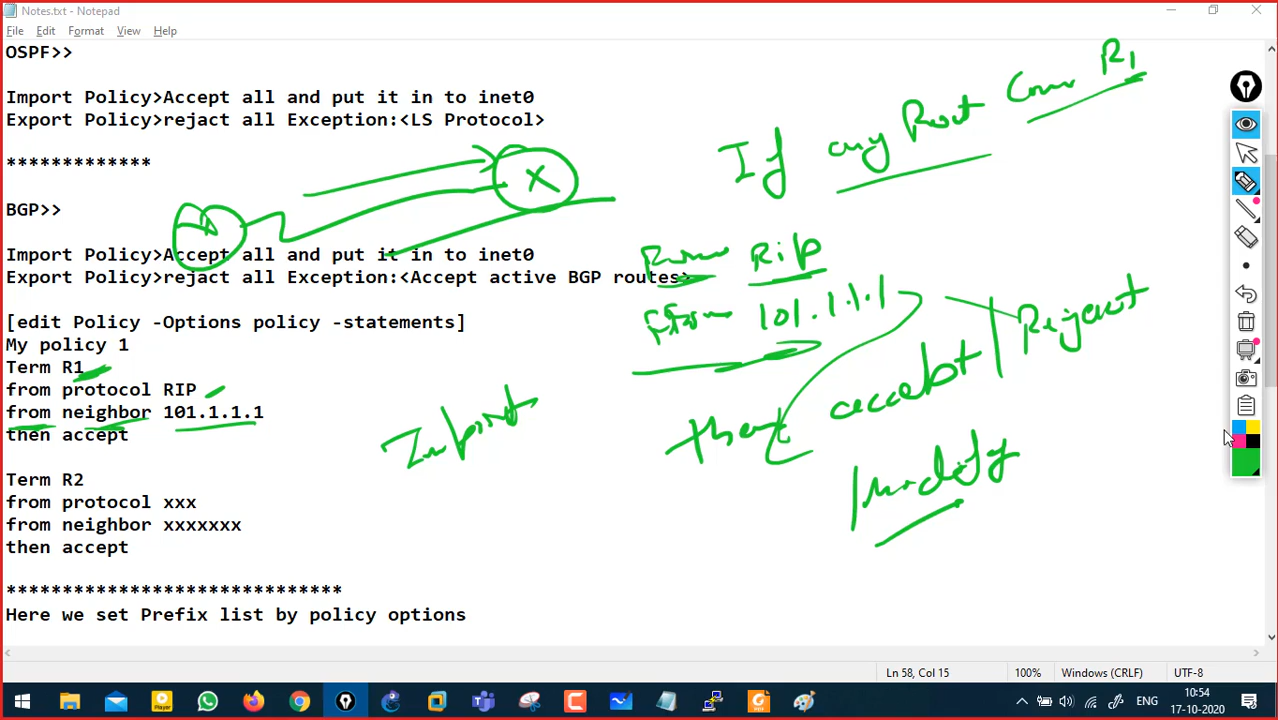 Notes.txt - Notepad
File Edit Format View Help
OSPF>>
Import Policy>Accept all and put it in to inet0
Export Policy>rejact all Exception:<LS Protocol>
*************
BGP>>
Import Policy>Accept all and put it in to inet0
Export Policy>rejact all Exception:<Accept active BGP routes>
[edit Policy -Options policy -statements]
My policy 1
Term R1
from protocol RIP
from neighbor 101.1.1.1
then accept
Term R2
from protocol xxx
from neighbor xxxxxxx
then accept
******************************
Here we set Prefix list by policy options
If any Rout Com R1
RIP
From 101.1.1.1
then accept
modify
Import
Ln 58, Col 15 100% Windows (CRLF) UTF-8
ENG 10:54
17-10-2020